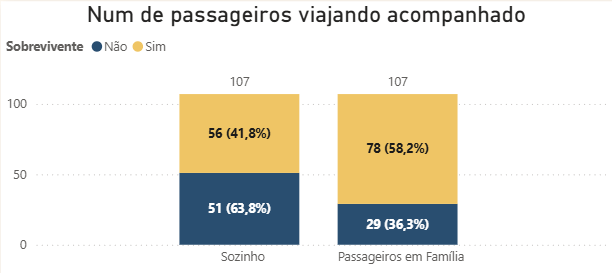 Num de passageiros viajando acompanhado
Sobrevivente Não Sim
107 107
100
56 (41,8%) 78 (58,2%)
50
51 (63,8%) 29 (36,3%)
0
Sozinho Passageiros em Família